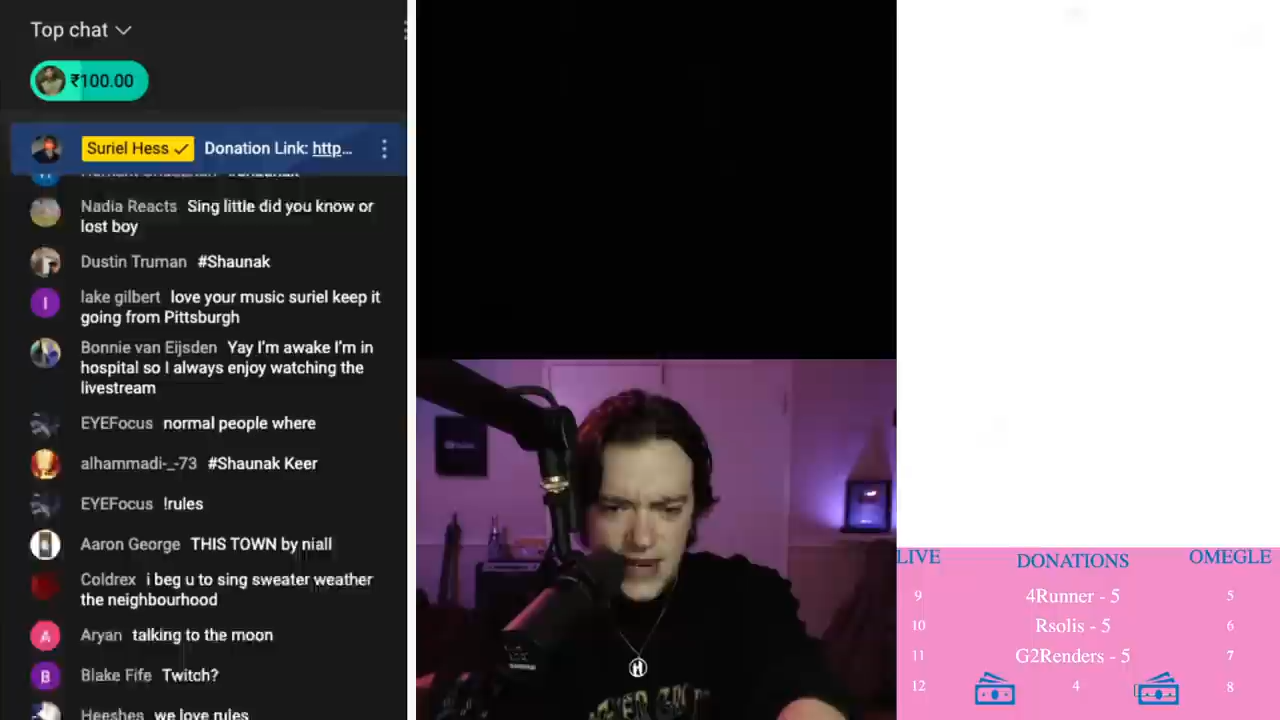 Top chat
₹100.00
Suriel Hess Donation Link: http...
Nadia Reacts Sing little did you know or
lost boy
Dustin Truman #Shaunak
lake gilbert love your music suriel keep it
going from Pittsburgh
Bonnie van Eijsden Yay I'm awake I'm in
hospital so I always enjoy watching the
livestream
EYEFocus normal people where
alhammadi-_-73 #Shaunak Keer
EYEFocus !rules
Aaron George THIS TOWN by niall
Coldrex i beg u to sing sweater weather
the neighbourhood
Aryan talking to the moon
Blake Fife Twitch?
Heeshes we love rules
LIVE DONATIONS OMEGLE
9 4Runner - 5 5
10 Rsolis - 5 6
11 G2Renders - 5 7
12 4 8